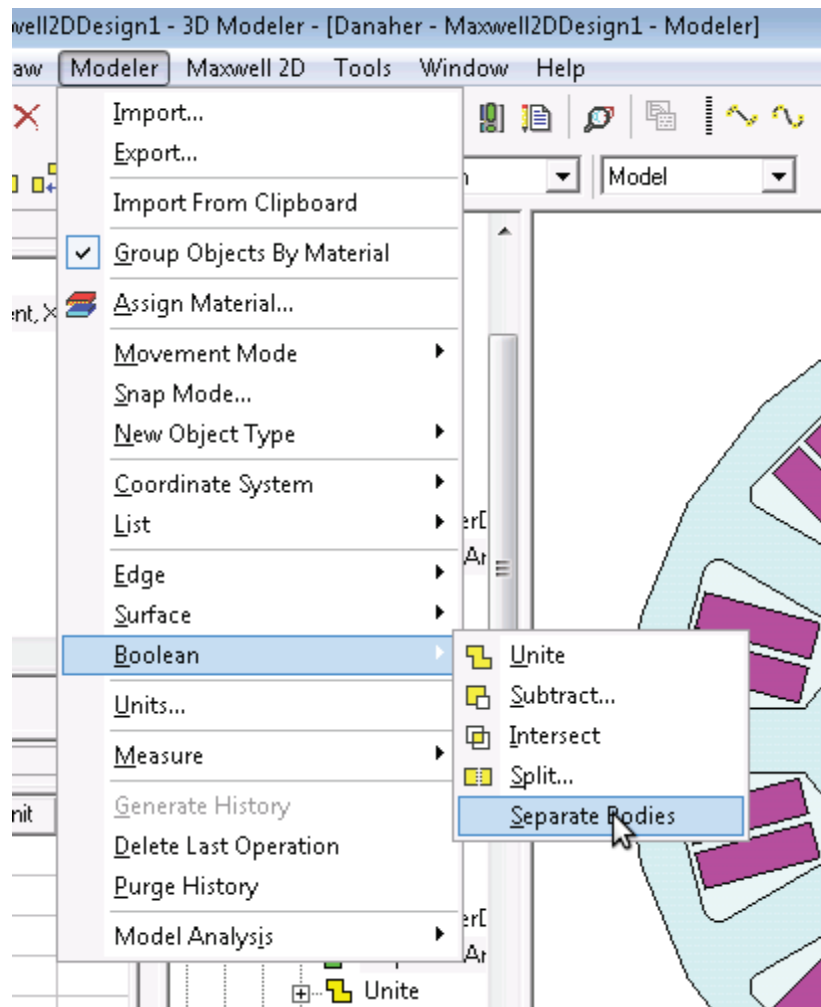 well2DDesign1 - 3D Modeler - [Danaher - Maxwell2DDesign1 - Modeler]
aw Modeler Maxwell 2D Tools Window Help
Import...
Export...
Model
Import From Clipboard
Group Objects By Material
Assign Material...
ent, X
Movement Mode
Snap Mode...
New Object Type
Coordinate System
List
Edge
Surface
Boolean
Unite
Subtract...
Intersect
Split...
Separate Bodies
Units...
Measure
Generate History
nit
Delete Last Operation
Purge History
Model Analysis
Unite